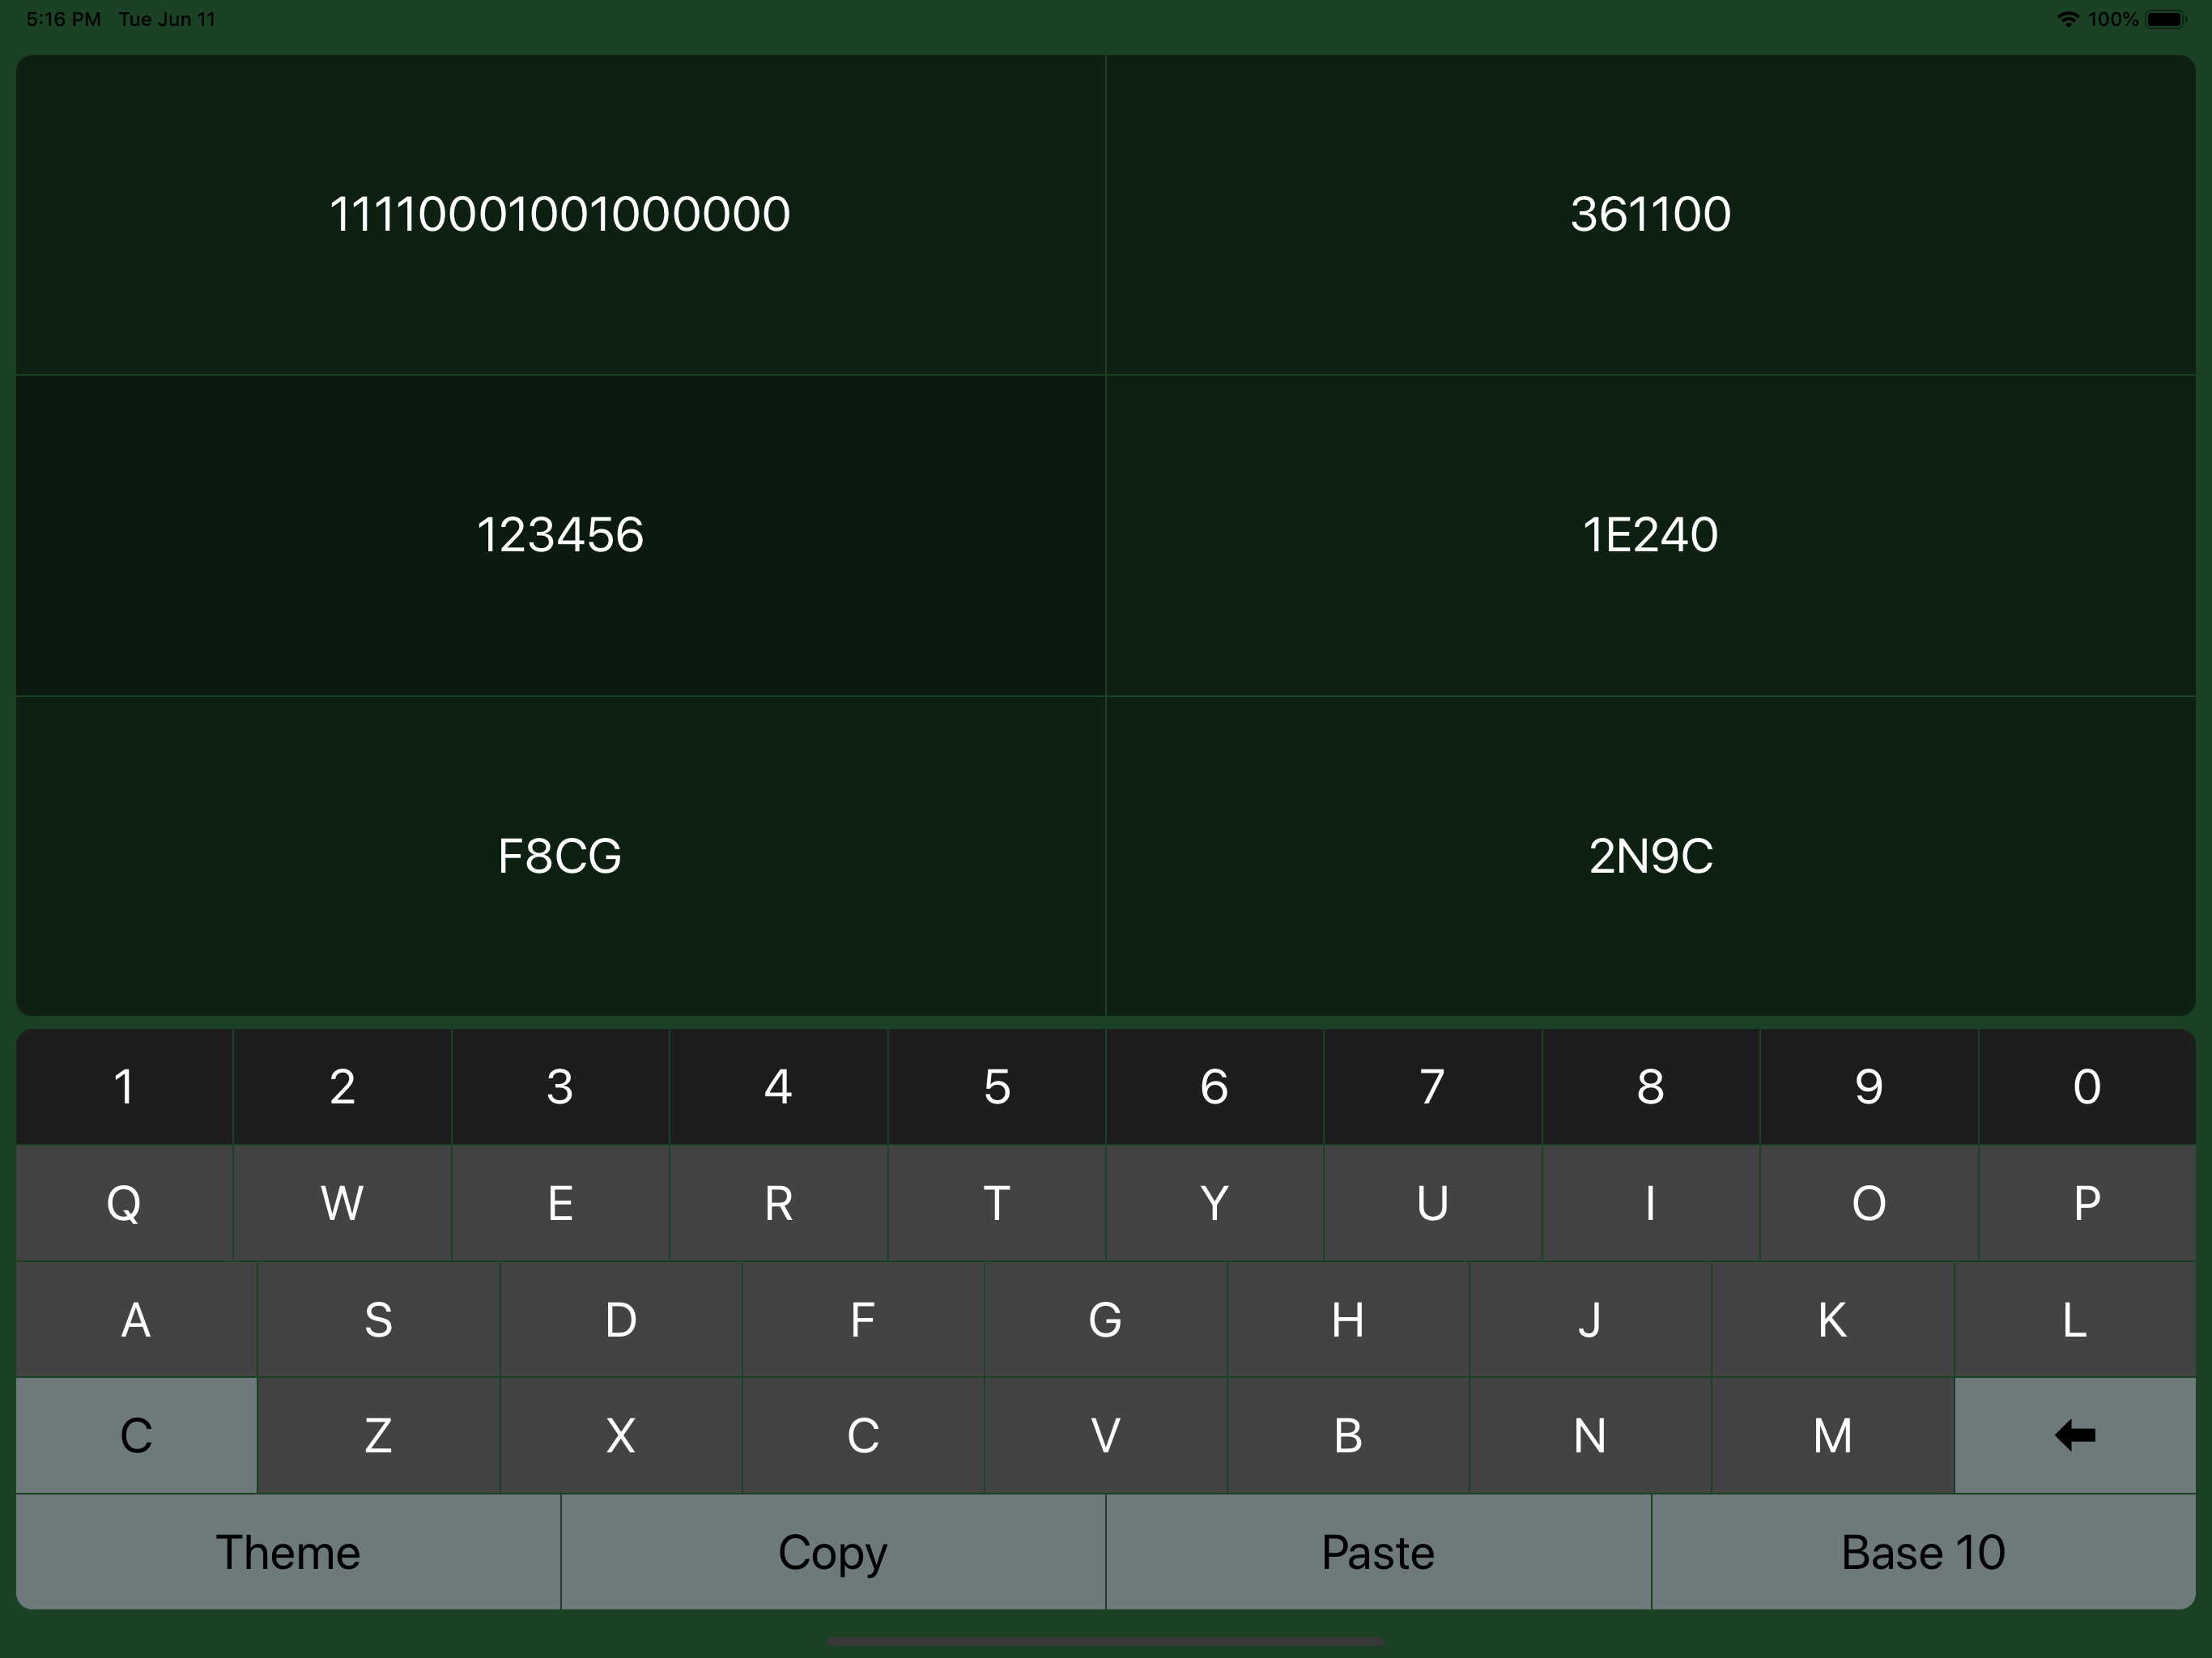 5:16 PM Tue Jun 11 100%
11110001001000000 361100
123456 1E240
F8CG 2N9C
1 2 3 4 5 6 7 8 9 0
Q W E R T Y U I O P
A S D F G H J K L
C Z X C V B N M
Theme Copy Paste Base 10